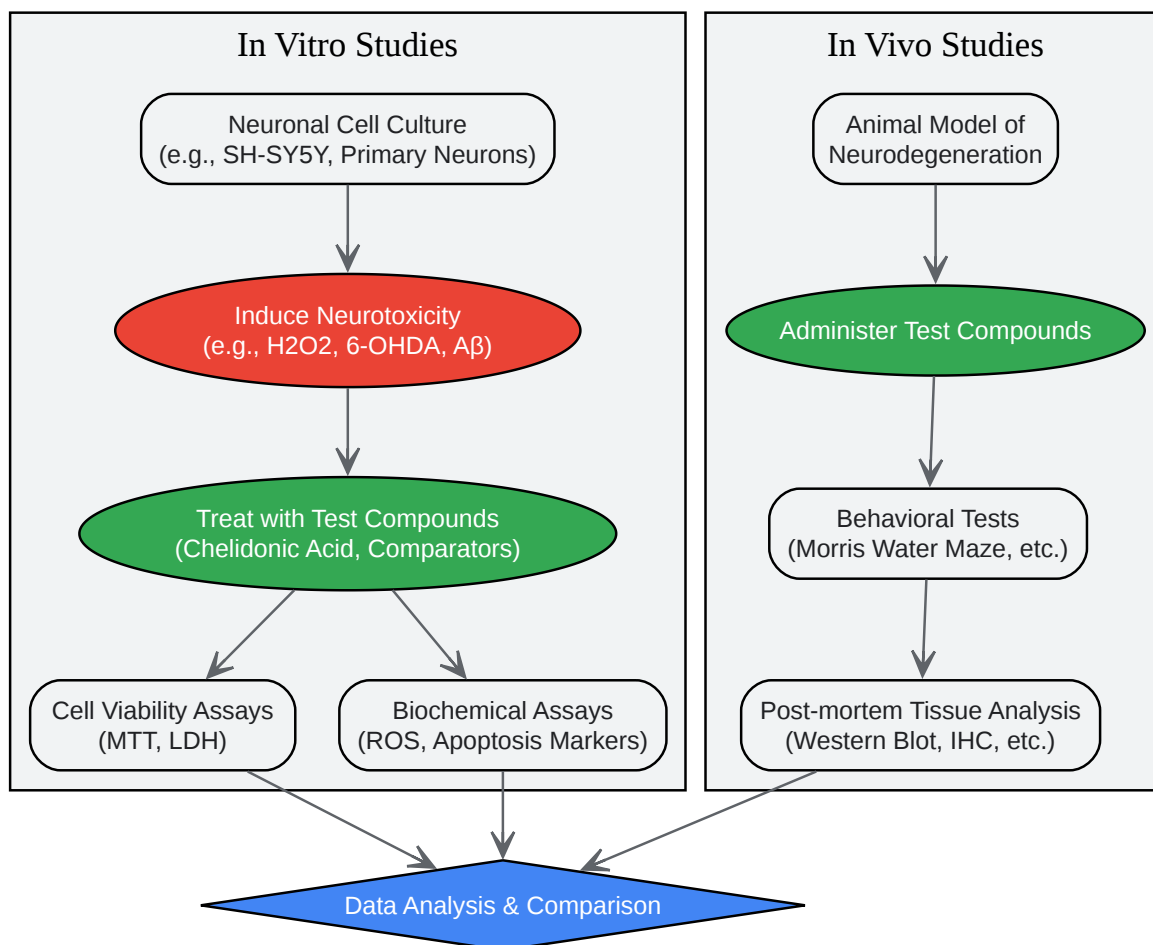 In Vitro Studies
Neuronal Cell Culture
(e.g., SH-SY5Y, Primary Neurons)
Induce Neurotoxicity
(e.g., H2O2, 6-OHDA, Aβ)
Treat with Test Compounds
(Chelidonic Acid, Comparators)
Cell Viability Assays
(MTT, LDH)
Biochemical Assays
(ROS, Apoptosis Markers)
In Vivo Studies
Animal Model of
Neurodegeneration
Administer Test Compounds
Behavioral Tests
(Morris Water Maze, etc.)
Post-mortem Tissue Analysis
(Western Blot, IHC, etc.)
Data Analysis & Comparison